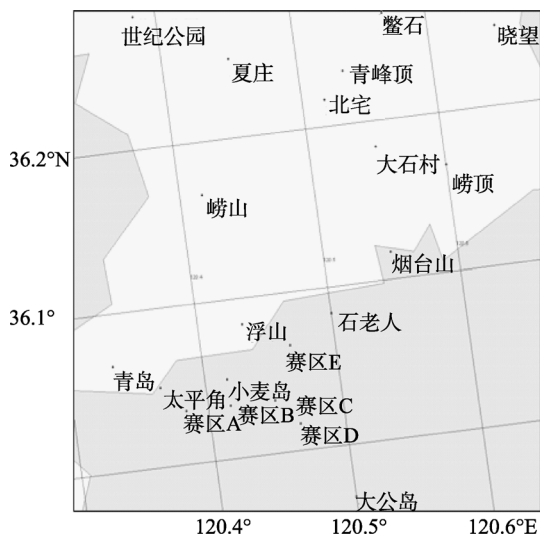 世纪公园
鳖石
晓望
夏庄
青峰顶
北宅
36.2°N
大石村
崂顶
崂山
烟台山
36.1°
石老人
浮山
赛区E
青岛
小麦岛
太平角
赛区C
赛区B
赛区A
赛区D
大公岛
120.4°
120.5°
120.6°E